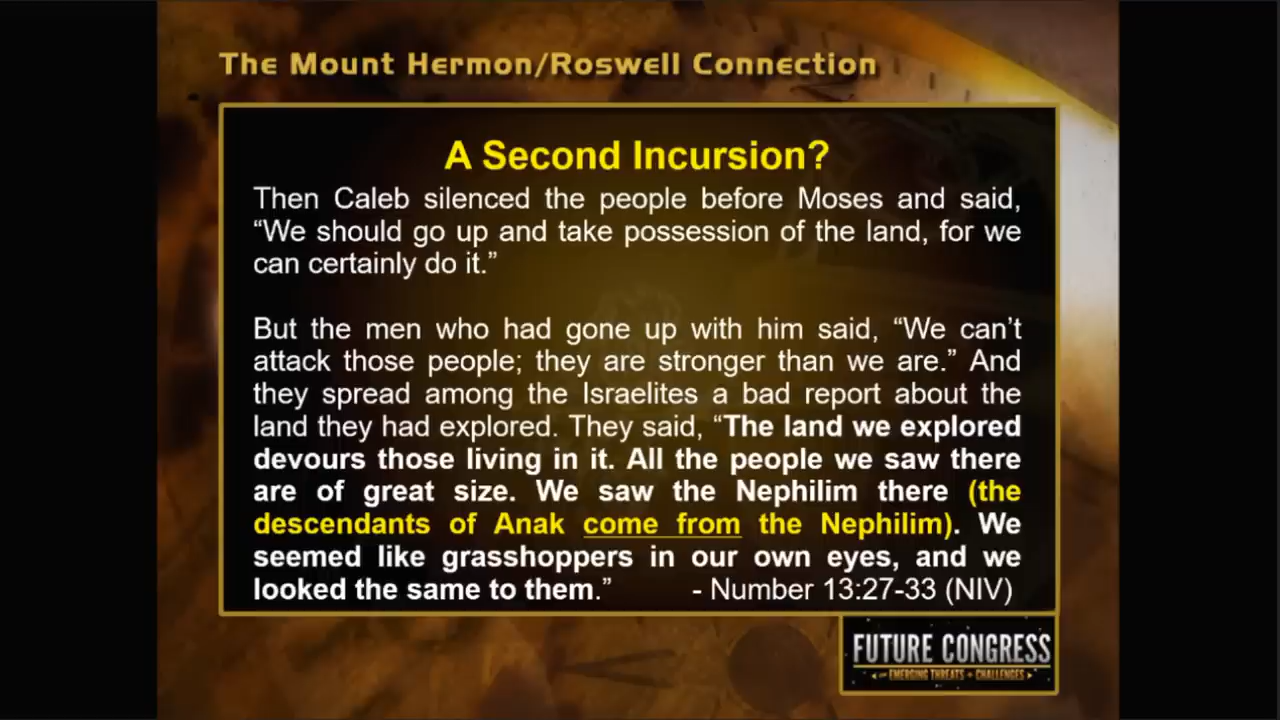 The Mount Hermon/Roswell Connection
A Second Incursion?
Then Caleb silenced the people before Moses and said,
“We should go up and take possession of the land, for we
can certainly do it.”
But the men who had gone up with him said, “We can’t
attack those people; they are stronger than we are.” And
they spread among the Israelites a bad report about the
land they had explored. They said, “The land we explored
devours those living in it. All the people we saw there
are of great size. We saw the Nephilim there (the
descendants of Anak come from the Nephilim). We
seemed like grasshoppers in our own eyes, and we
looked the same to them.” - Number 13:27-33 (NIV)
FUTURE CONGRESS
EMERGING THREATS + CHALLENGES